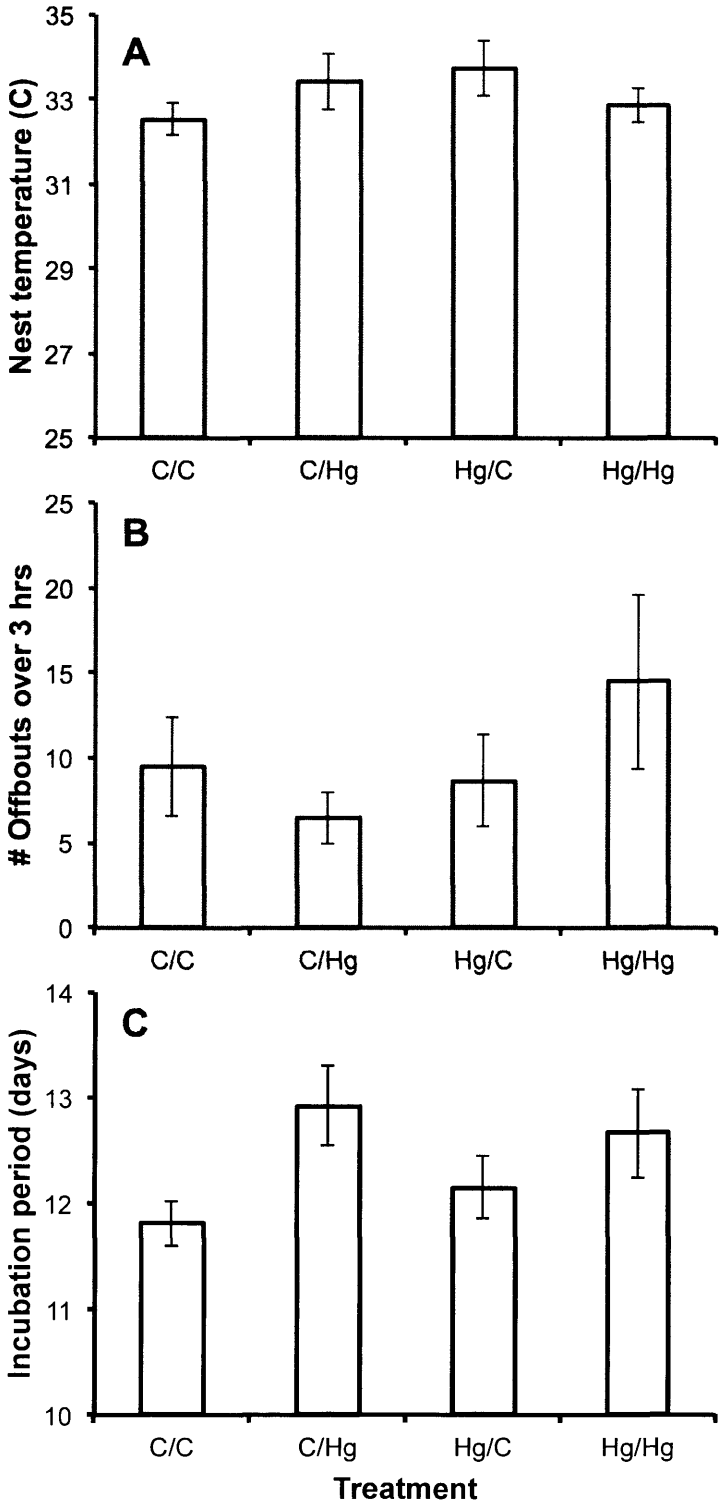 A
Nest temperature (C)
35
33
31
29
27
25
C/C C/Hg Hg/C Hg/Hg
B
# Offbouts over 3 hrs
25
20
15
10
5
0
C/C C/Hg Hg/C Hg/Hg
C
Incubation period (days)
14
13
12
11
10
C/C C/Hg Hg/C Hg/Hg
Treatment